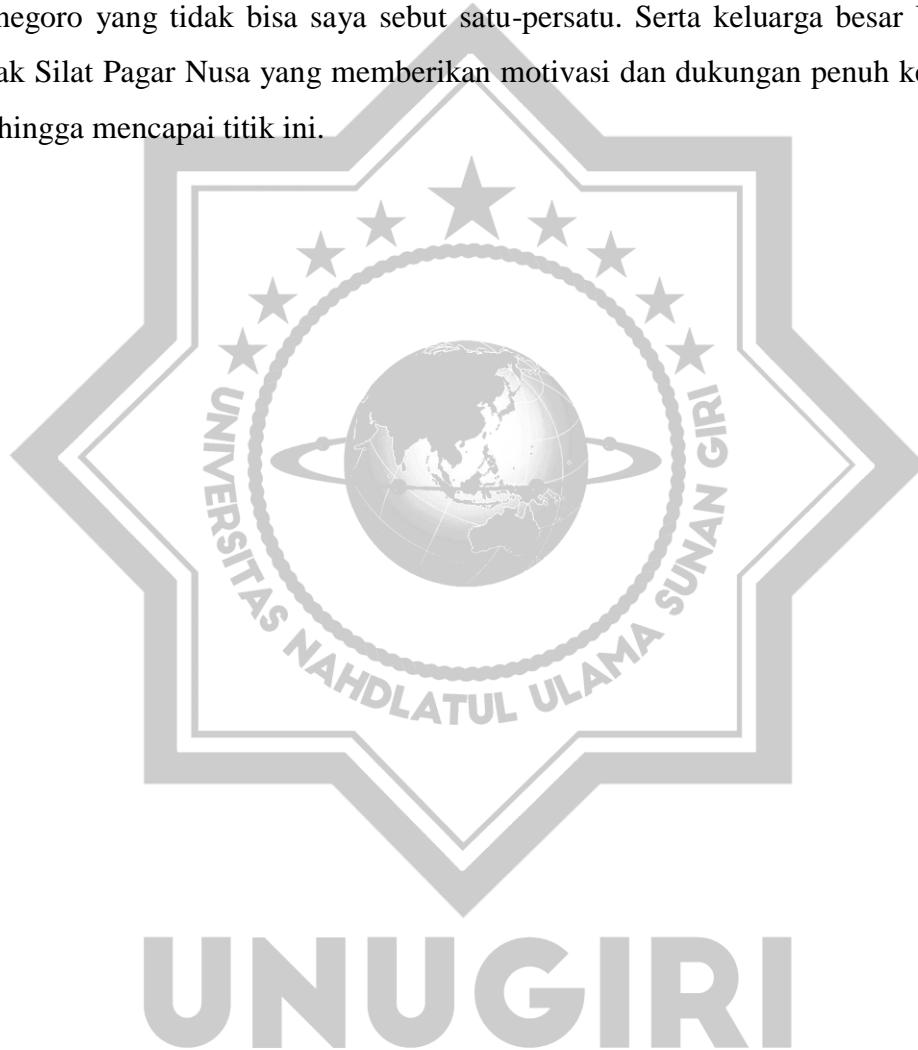 negoro yang tidak bisa saya sebut satu-persatu. Serta keluarga besar
ak Silat Pagar Nusa yang memberikan motivasi dan dukungan penuh
hingga mencapai titik ini.
UNIVERSITAS NAHDLATUL ULAMA SUNAN GIRI
UNUGIRI